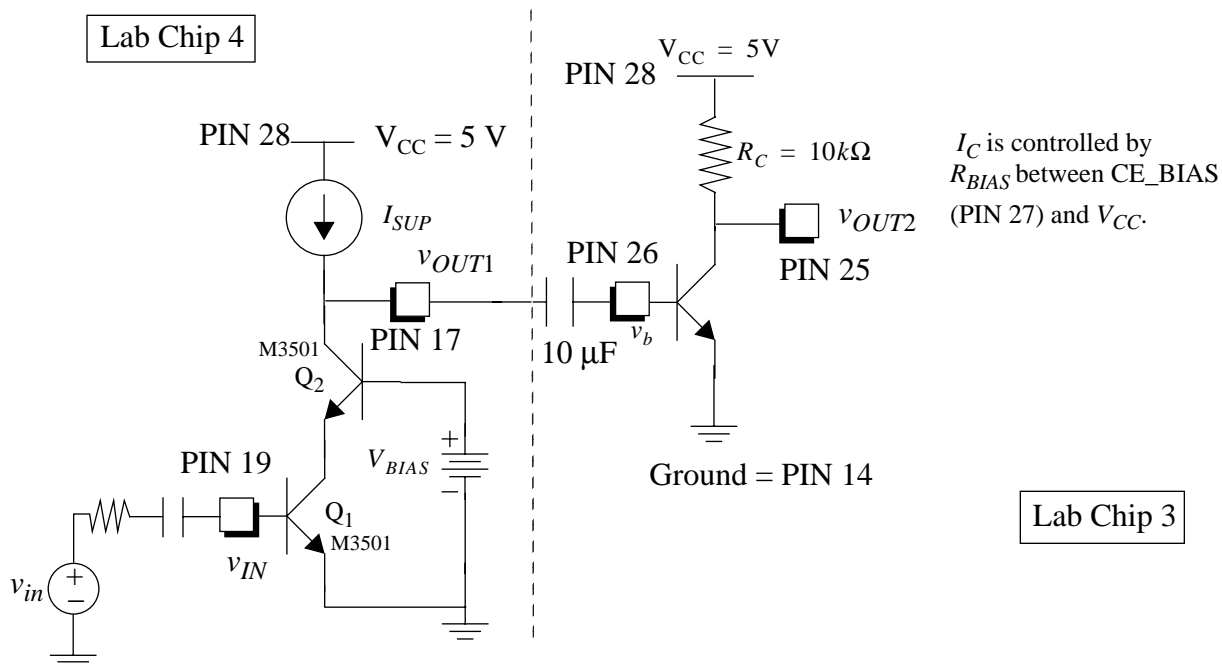 Lab Chip 4
PIN 28
V_CC = 5 V
I_SUP
v_OUT1
PIN 17
M3501
Q_2
PIN 19
V_BIAS
+
−
Q_1
M3501
v_IN
v_in
+
−
V_CC = 5V
PIN 28
R_C = 10kΩ
I_C is controlled by
R_BIAS between CE_BIAS
(PIN 27) and V_CC.
v_OUT2
PIN 25
PIN 26
v_b
10 μF
Ground = PIN 14
Lab Chip 3